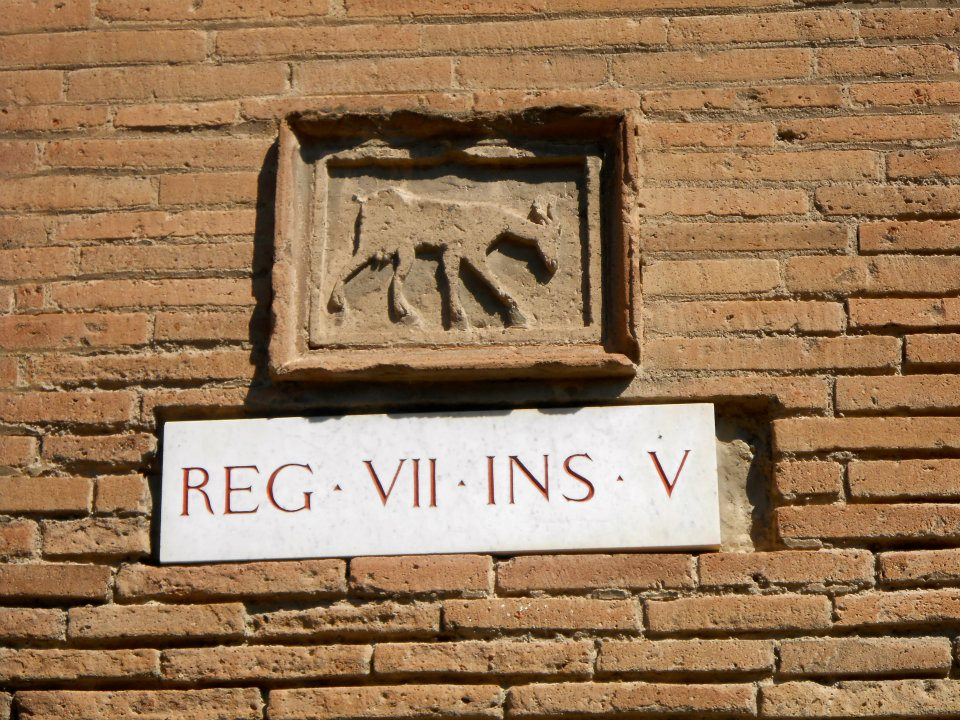 REG · VII · INS · V